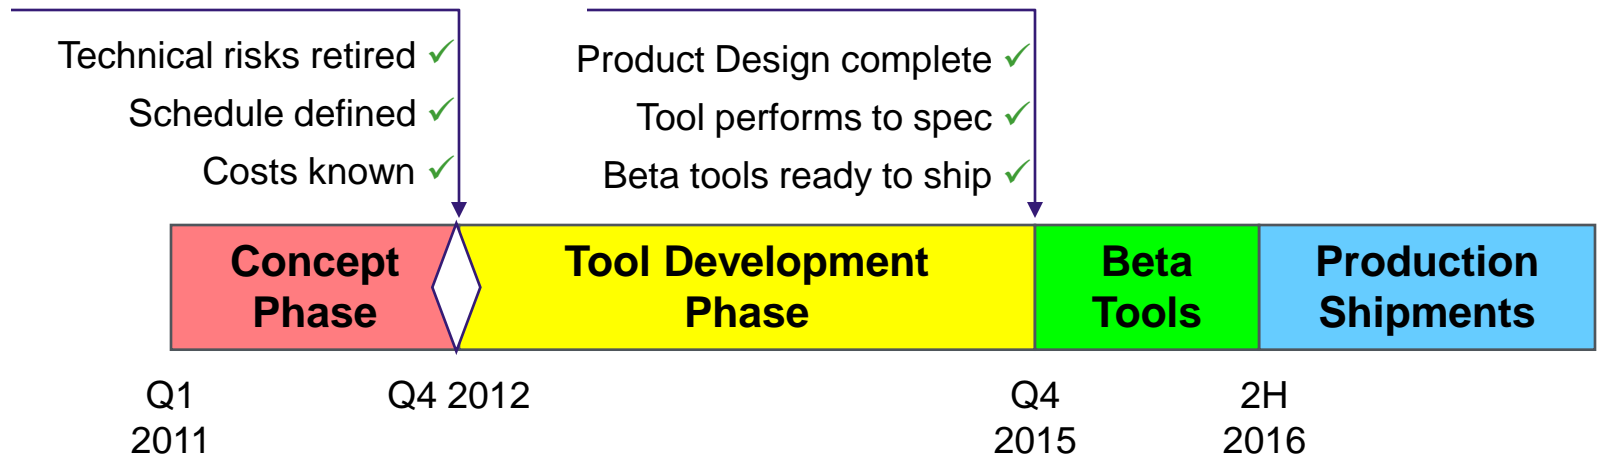 Technical risks retired ✓
Schedule defined ✓
Costs known ✓
Product Design complete ✓
Tool performs to spec ✓
Beta tools ready to ship ✓
Concept
Phase
Tool Development
Phase
Beta
Tools
Production
Shipments
Q1
2011
Q4 2012
Q4
2015
2H
2016